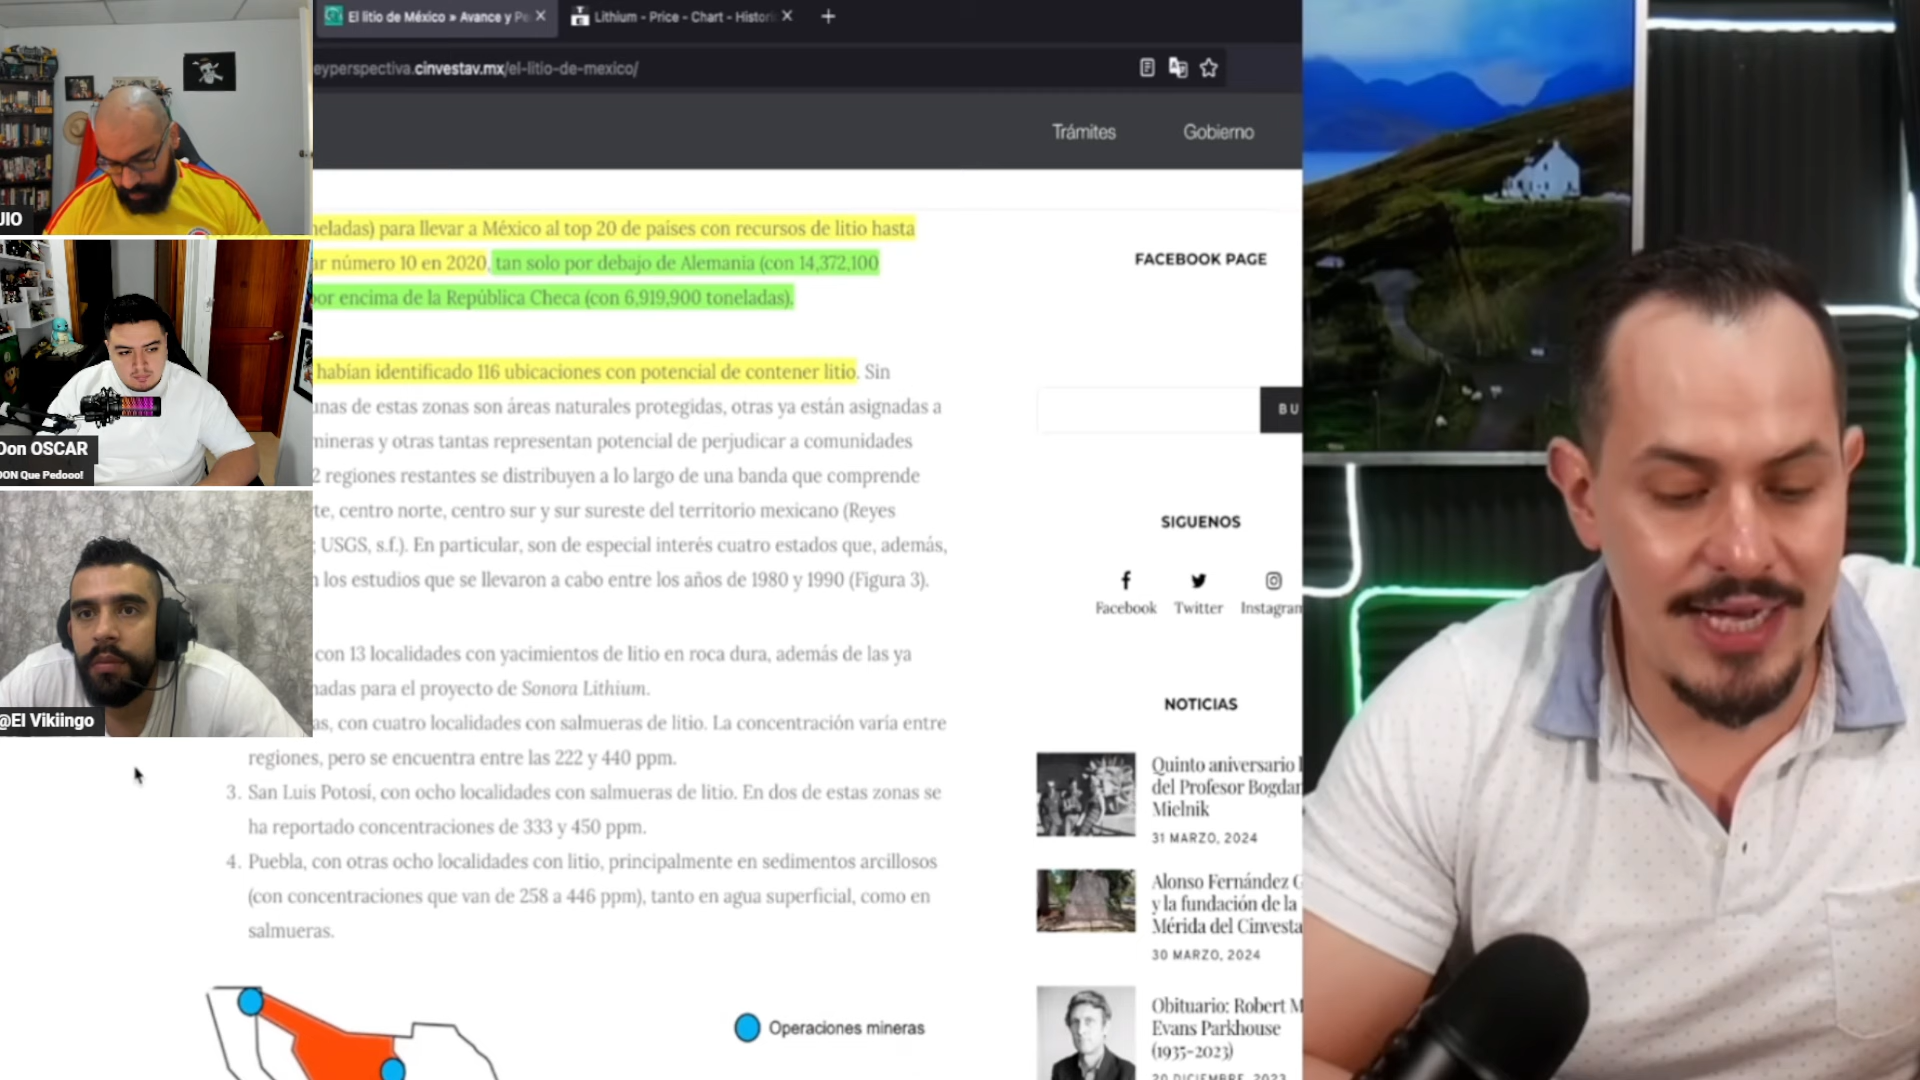 El litio de México » Avance y Pe
Lithium - Price - Chart - Histori
eyperspectiva.cinvestav.mx/el-litio-de-mexico/
Trámites
Gobierno
neladas) para llevar a México al top 20 de países con recursos de litio hasta
ar número 10 en 2020, tan solo por debajo de Alemania (con 14,372,100
por encima de la República Checa (con 6,919,900 toneladas).
habían identificado 116 ubicaciones con potencial de contener litio. Sin
unas de estas zonas son áreas naturales protegidas, otras ya están asignadas a
mineras y otras tantas representan potencial de perjudicar a comunidades
2 regiones restantes se distribuyen a lo largo de una banda que comprende
te, centro norte, centro sur y sur sureste del territorio mexicano (Reyes
; USGS, s.f.). En particular, son de especial interés cuatro estados que, además,
n los estudios que se llevaron a cabo entre los años de 1980 y 1990 (Figura 3).
con 13 localidades con yacimientos de litio en roca dura, además de las ya
nadas para el proyecto de Sonora Lithium.
as, con cuatro localidades con salmueras de litio. La concentración varía entre
regiones, pero se encuentra entre las 222 y 440 ppm.
3. San Luis Potosí, con ocho localidades con salmueras de litio. En dos de estas zonas se
ha reportado concentraciones de 333 y 450 ppm.
4. Puebla, con otras ocho localidades con litio, principalmente en sedimentos arcillosos
(con concentraciones que van de 258 a 446 ppm), tanto en agua superficial, como en
salmueras.
Operaciones mineras
FACEBOOK PAGE
BU
SIGUENOS
Facebook Twitter Instagram
NOTICIAS
Quinto aniversario
del Profesor Bogdan
Mielnik
31 MARZO, 2024
Alonso Fernández G
y la fundación de la
Mérida del Cinvesta
30 MARZO, 2024
Obituario: Robert M
Evans Parkhouse
(1935-2023)
20 DICIEMBRE, 2023
JIO
Don OSCAR
DON Que Pedooo!
@El Vikiingo